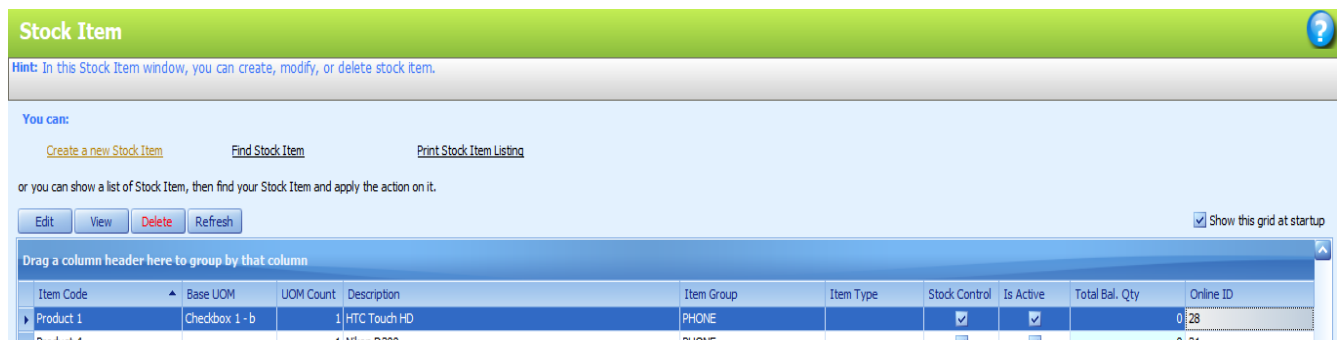 Stock Item
Hint: In this Stock Item window, you can create, modify, or delete stock item.
You can:
Create a new Stock Item Find Stock Item Print Stock Item Listing
or you can show a list of Stock Item, then find your Stock Item and apply the action on it.
Edit View Delete Refresh Show this grid at startup
Drag a column header here to group by that column
Item Code Base UOM UOM Count Description Item Group Item Type Stock Control Is Active Total Bal. Qty Online ID
Product 1 Checkbox 1 - b 1 HTC Touch HD PHONE 0 28